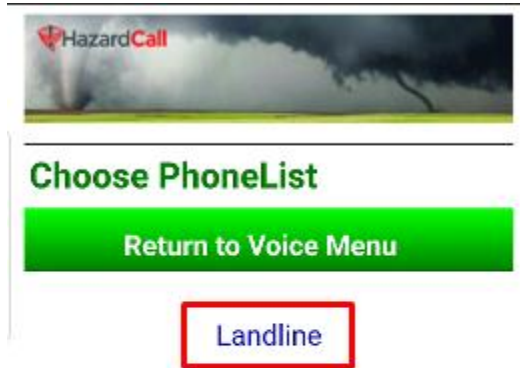 HazardCall
Choose PhoneList
Return to Voice Menu
Landline